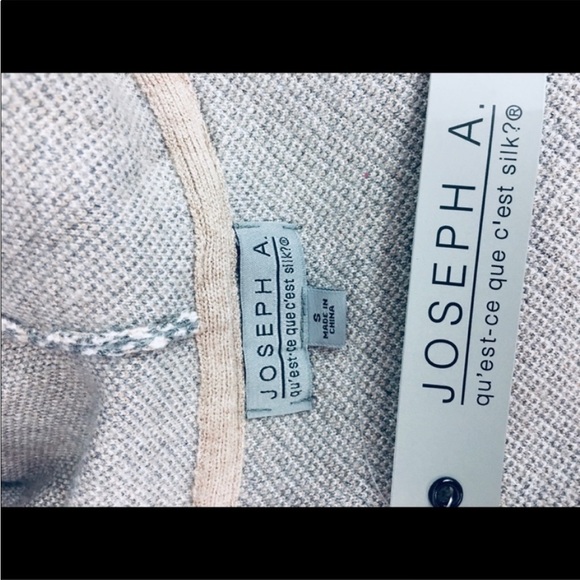 JOSEPH A.
qu'est-ce que c'est silk?®
S
MADE IN
CHINA
JOSEPH A.
qu'est-ce que c'est silk?®